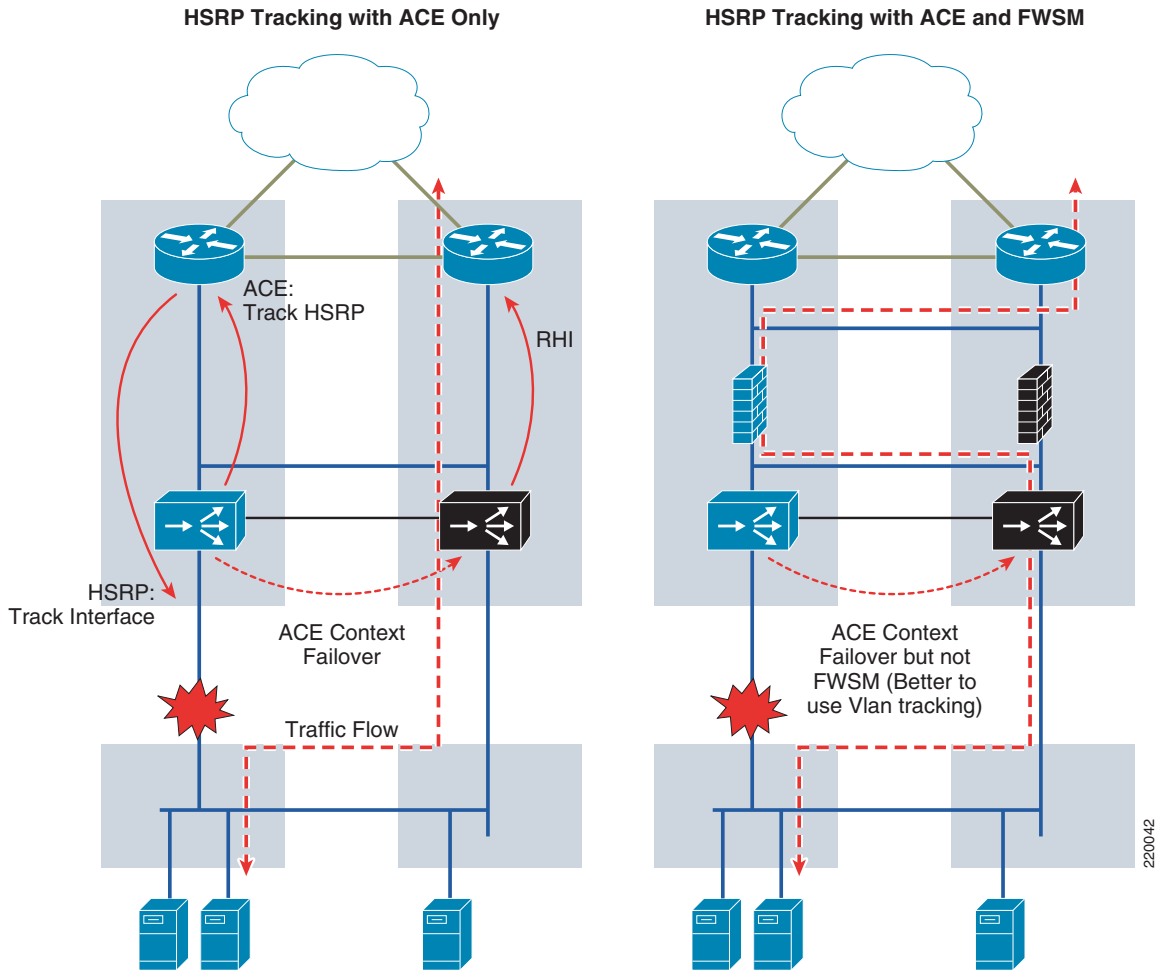 HSRP Tracking with ACE Only
ACE:
Track HSRP
RHI
HSRP:
Track Interface
ACE Context
Failover
Traffic Flow
HSRP Tracking with ACE and FWSM
ACE Context
Failover but not
FWSM (Better to
use Vlan tracking)
220042